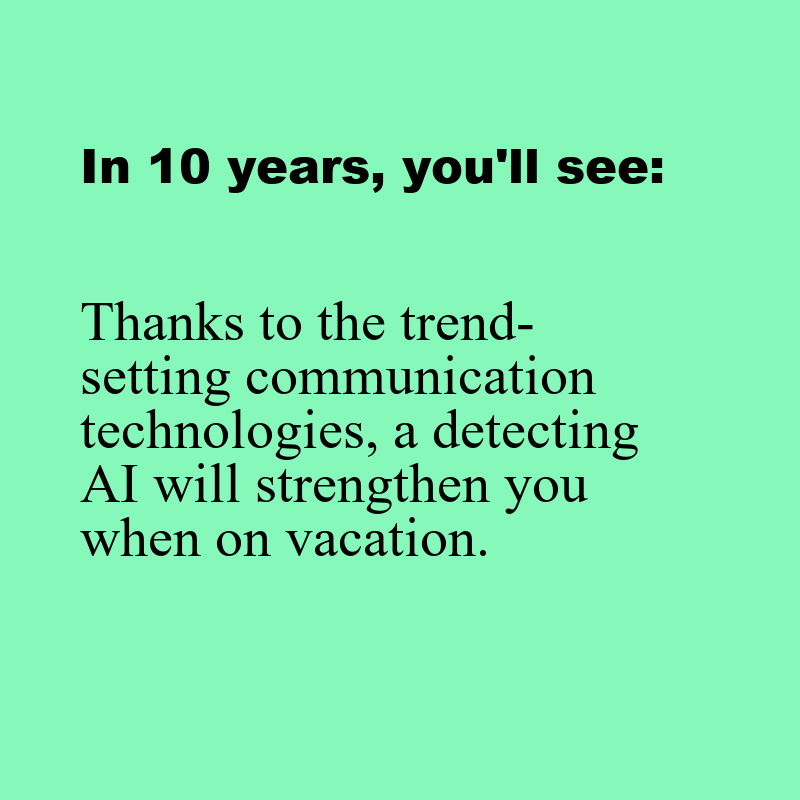 In 10 years, you'll see:
Thanks to the trend-
setting communication
technologies, a detecting
AI will strengthen you
when on vacation.